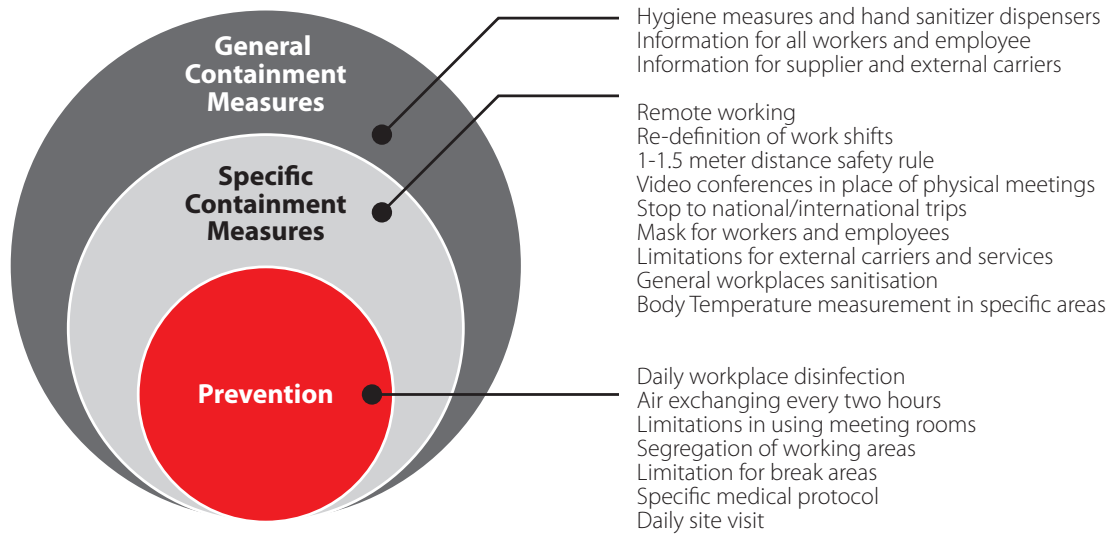 General
Containment
Measures
Hygiene measures and hand sanitizer dispensers
Information for all workers and employee
Information for supplier and external carriers
Specific
Containment
Measures
Remote working
Re-definition of work shifts
1-1.5 meter distance safety rule
Video conferences in place of physical meetings
Stop to national/international trips
Mask for workers and employees
Limitations for external carriers and services
General workplaces sanitisation
Body Temperature measurement in specific areas
Prevention
Daily workplace disinfection
Air exchanging every two hours
Limitations in using meeting rooms
Segregation of working areas
Limitation for break areas
Specific medical protocol
Daily site visit